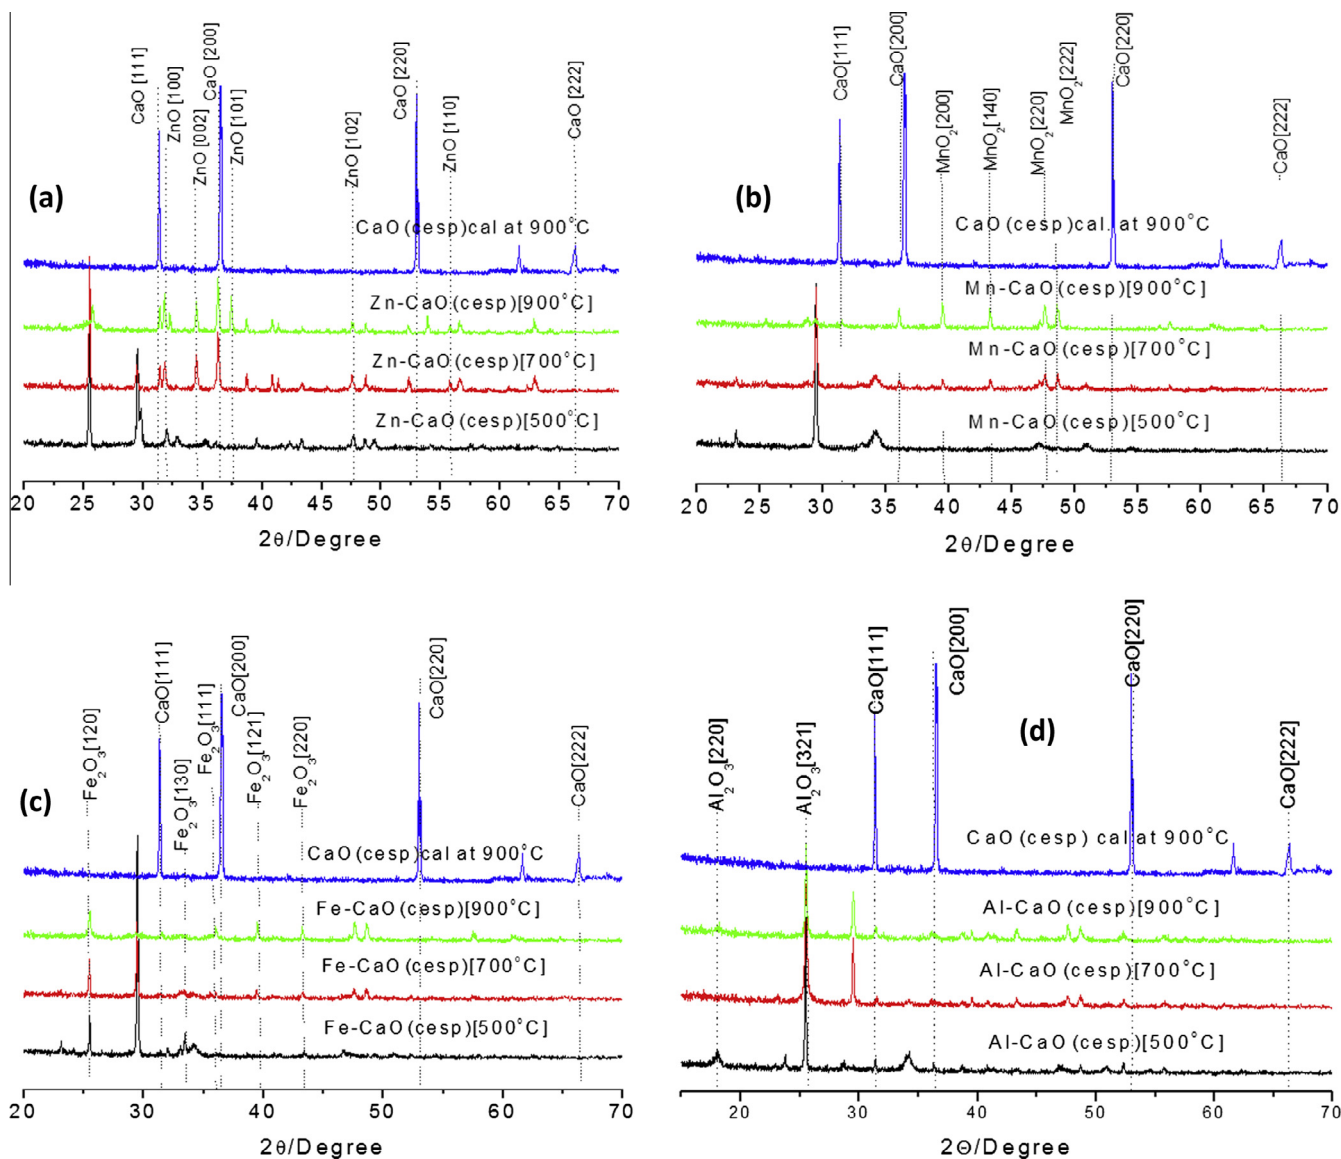 (a)
CaO [111]
ZnO [100]
ZnO [002]
CaO [200]
ZnO [101]
ZnO [102]
CaO [220]
ZnO [110]
CaO [222]
CaO (cesp)cal at 900°C
Zn-CaO(cesp)[900°C]
Zn-CaO(cesp)[700°C]
Zn-CaO(cesp)[500°C]
20 25 30 35 40 45 50 55 60 65 70
2θ/Degree
(b)
CaO[111]
CaO[200]
MnO2[200]
MnO2[140]
MnO2[220]
MnO2[222]
CaO[220]
CaO[222]
CaO(cesp)cal at 900°C
Mn-CaO(cesp)[900°C]
Mn-CaO(cesp)[700°C]
Mn-CaO(cesp)[500°C]
20 25 30 35 40 45 50 55 60 65 70
2θ/Degree
(c)
Fe2O3[120]
CaO[111]
Fe2O3[130]
Fe2O3[111]
CaO[200]
Fe2O3[121]
Fe2O3[220]
CaO[220]
CaO[222]
CaO(cesp)cal at 900°C
Fe-CaO(cesp)[900°C]
Fe-CaO(cesp)[700°C]
Fe-CaO(cesp)[500°C]
20 30 40 50 60 70
2θ/Degree
(d)
Al2O3[220]
Al2O3[321]
CaO[111]
CaO[200]
CaO[220]
CaO[222]
CaO(cesp) cal at 900°C
Al-CaO(cesp)[900°C]
Al-CaO(cesp)[700°C]
Al-CaO(cesp)[500°C]
20 30 40 50 60 70
2Θ/Degree